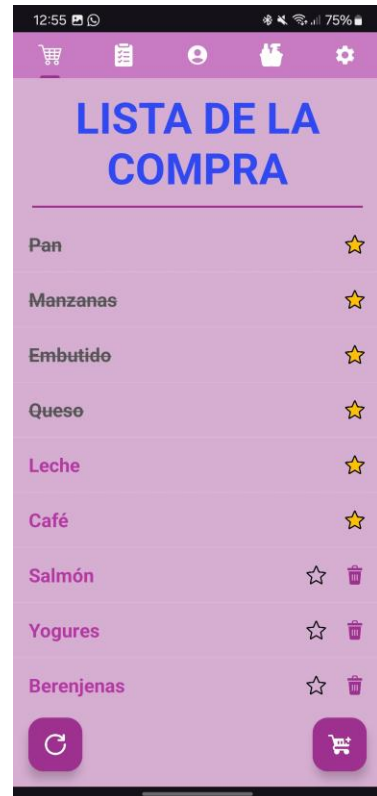 12:55
75%
LISTA DE LA
COMPRA
Pan
Manzanas
Embutido
Queso
Leche
Café
Salmón
Yogures
Berenjenas